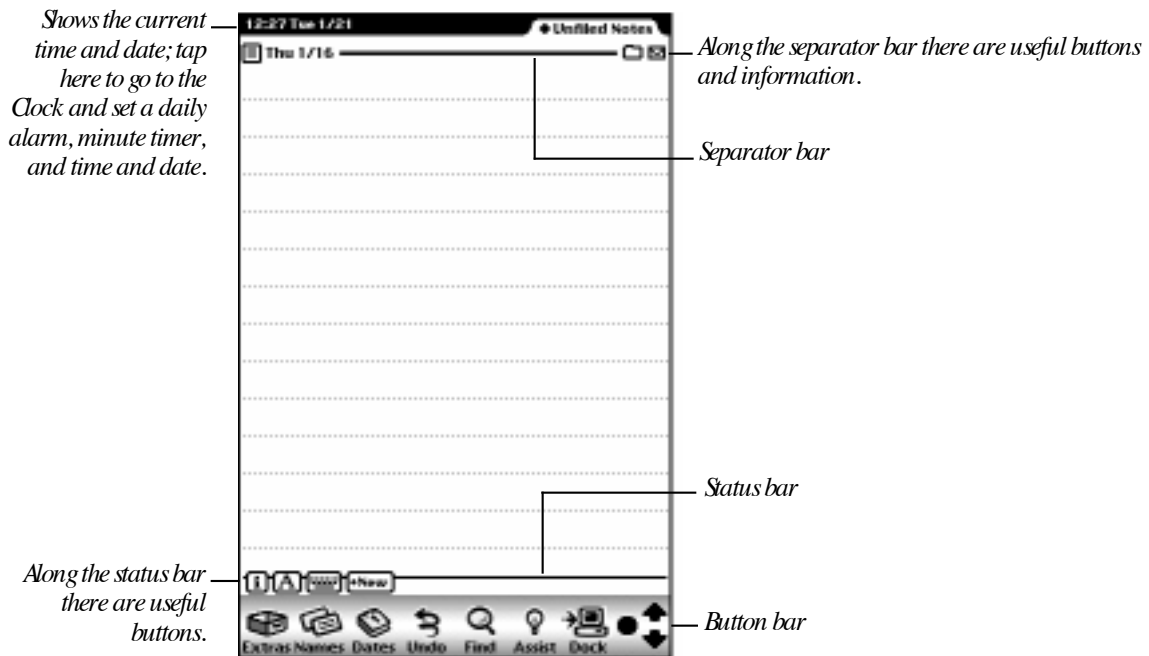 Shows the current
time and date; tap
here to go to the
Clock and set a daily
alarm, minute timer,
and time and date.
12:27 Tue 1/21
Unfiled Notes
Thu 1/16
Along the separator bar there are useful buttons
and information.
Separator bar
Status bar
Along the status bar
there are useful
buttons.
i A +New
Extras Names Dates Undo Find Assist Dock
Button bar